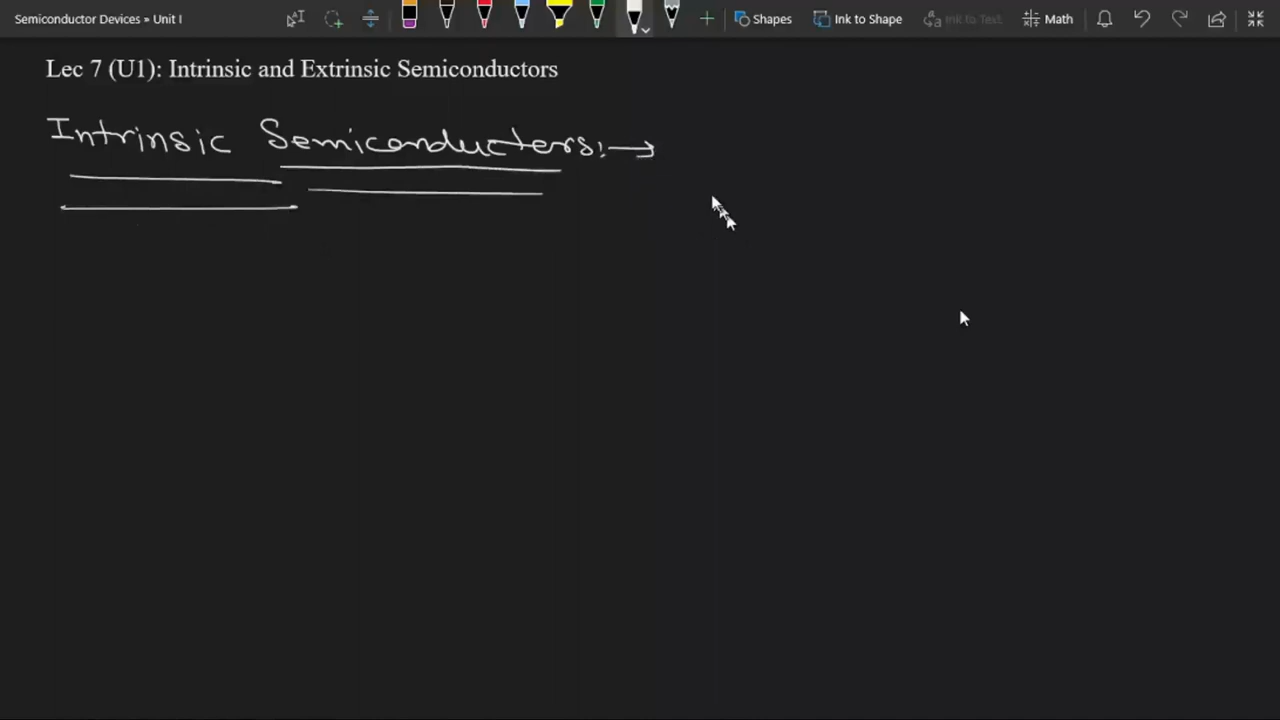 Semiconductor Devices » Unit I Shapes Ink to Shape Ink to Text Math
Lec 7 (U1): Intrinsic and Extrinsic Semiconductors
Intrinsic Semiconducters:→